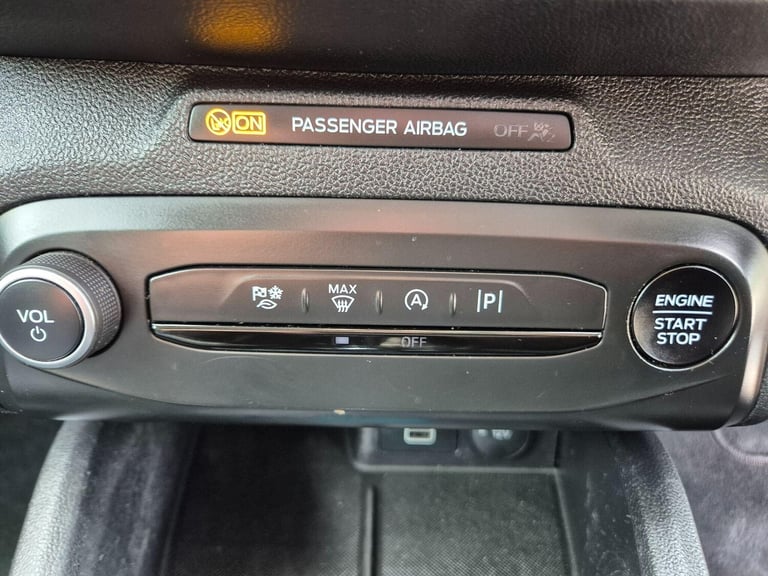 ON PASSENGER AIRBAG OFF
VOL
MAX
A
|P|
OFF
ENGINE
START
STOP